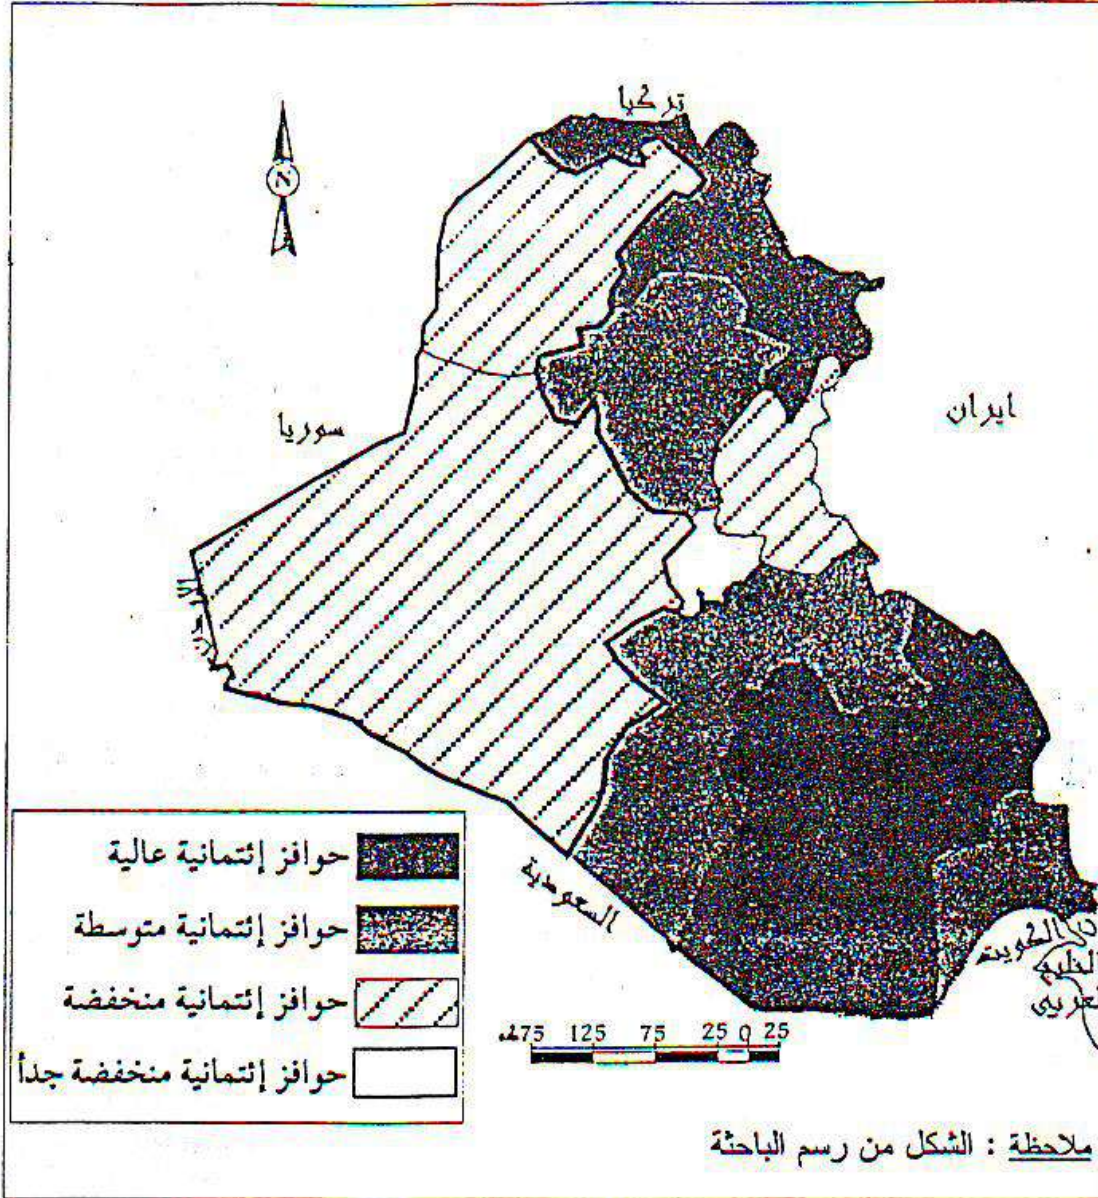 تركيا
N
ايران
سوريا
السعودية
الكويت
الخليج
حوافز إئتمانية عالية
حوافز إئتمانية متوسطة
حوافز إئتمانية منخفضة
حوافز إئتمانية منخفضة جداً
175 125 75 25 0 25
ملاحظة : الشكل من رسم الباحثة